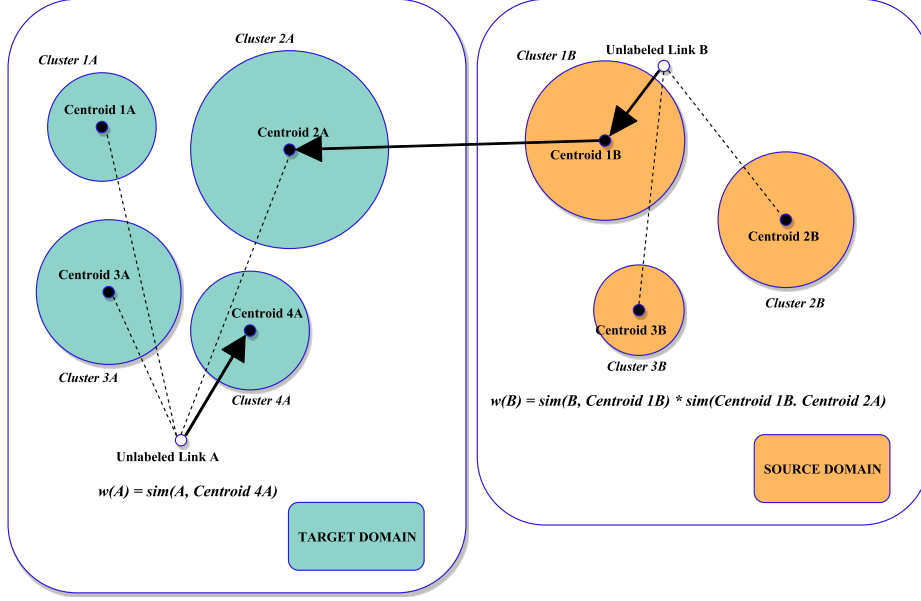 Cluster 1A
Centroid 1A
Cluster 2A
Centroid 2A
Centroid 3A
Cluster 3A
Centroid 4A
Cluster 4A
Unlabeled Link A
w(A) = sim(A, Centroid 4A)
TARGET DOMAIN
Cluster 1B
Unlabeled Link B
Centroid 1B
Centroid 2B
Cluster 2B
Centroid 3B
Cluster 3B
w(B) = sim(B, Centroid 1B) * sim(Centroid 1B. Centroid 2A)
SOURCE DOMAIN